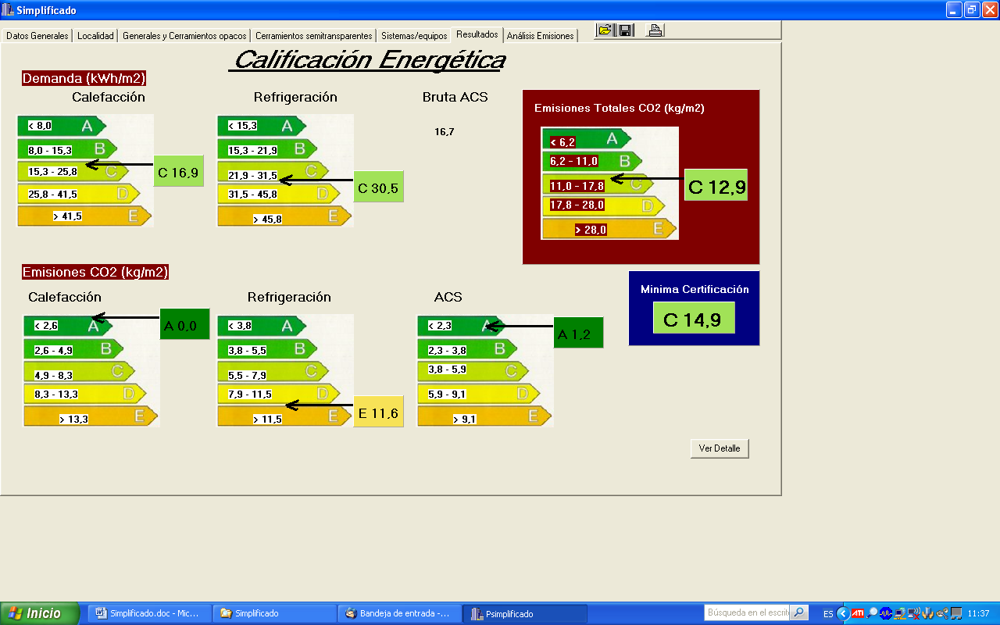 Simplificado
Datos Generales
Localidad
Generales y Cerramientos opacos
Cerramientos semitransparentes
Sistemas/equipos
Resultados
Análisis Emisiones
Calificación Energética
Demanda (kWh/m2)
Calefacción
< 8,0 A
8,0 - 15,3 B
15,3 - 25,8 C
25,8 - 41,5 D
> 41,5 E
C 16,9
Refrigeración
< 15,3 A
15,3 - 21,9 B
21,9 - 31,5 C
31,5 - 45,8 D
> 45,8 E
C 30,5
Bruta ACS
16,7
Emisiones Totales CO2 (kg/m2)
< 6,2 A
6,2 - 11,0 B
11,0 - 17,8 C
17,8 - 28,0 D
> 28,0 E
C 12,9
Minima Certificación
C 14,9
Emisiones CO2 (kg/m2)
Calefacción
< 2,6 A
2,6 - 4,9 B
4,9 - 8,3 C
8,3 - 13,3 D
> 13,3 E
A 0,0
Refrigeración
< 3,8 A
3,8 - 5,5 B
5,5 - 7,9 C
7,9 - 11,5 D
> 11,5 E
E 11,6
ACS
< 2,3 A
2,3 - 3,8 B
3,8 - 5,9 C
5,9 - 9,1 D
> 9,1 E
A 1,2
Ver Detalle
Inicio
Simplificado.doc - Mic...
Simplificado
Bandeja de entrada -...
Psimplificado
Búsqueda en el escrit
ES
ATI
11:37